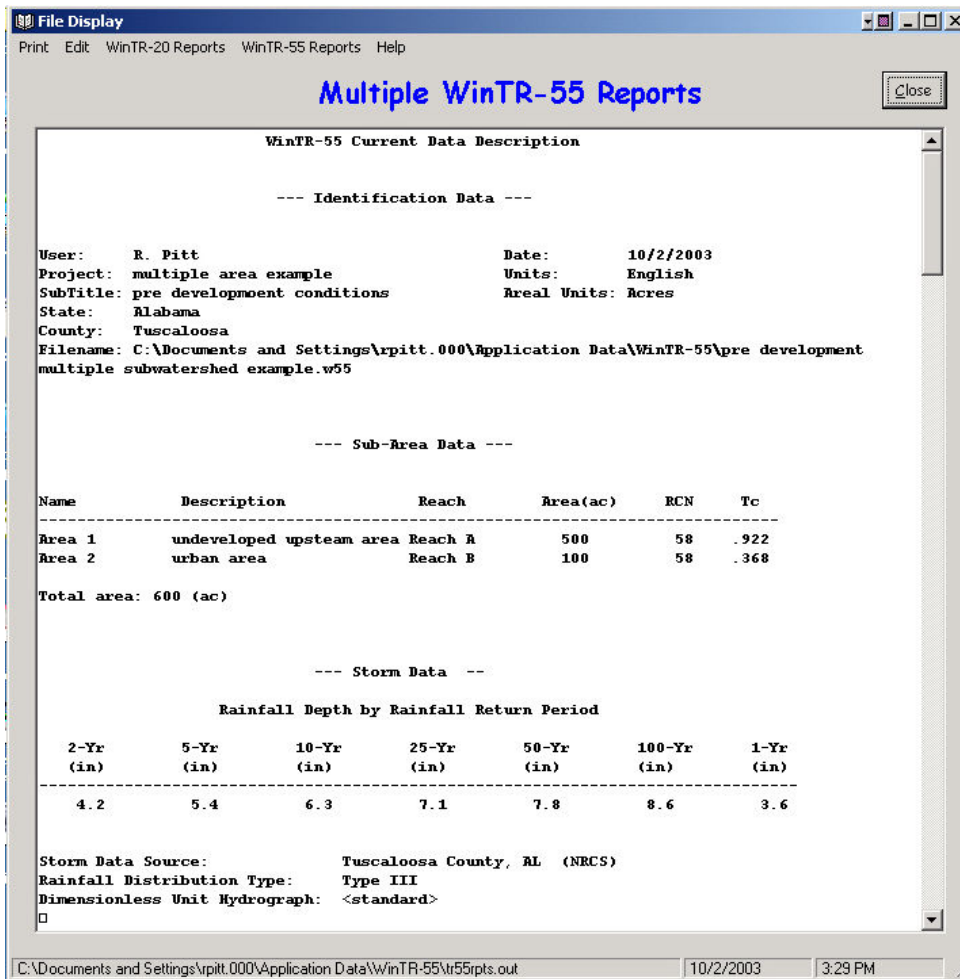 File Display
Print Edit WinTR-20 Reports WinTR-55 Reports Help
Multiple WinTR-55 Reports
Close
WinTR-55 Current Data Description
--- Identification Data ---
User: R. Pitt Date: 10/2/2003
Project: multiple area example Units: English
SubTitle: pre developmoent conditions Areal Units: Acres
State: Alabama
County: Tuscaloosa
Filename: C:\Documents and Settings\rpitt.000\Application Data\WinTR-55\pre development
multiple subwatershed example.w55
--- Sub-Area Data ---
Name Description Reach Area(ac) RCN Tc
--------------------------------------------------------------------------------
Area 1 undeveloped upsteam area Reach A 500 58 .922
Area 2 urban area Reach B 100 58 .368
Total area: 600 (ac)
--- Storm Data --
Rainfall Depth by Rainfall Return Period
2-Yr 5-Yr 10-Yr 25-Yr 50-Yr 100-Yr 1-Yr
(in) (in) (in) (in) (in) (in) (in)
--------------------------------------------------------------------------------
4.2 5.4 6.3 7.1 7.8 8.6 3.6
Storm Data Source: Tuscaloosa County, AL (NRCS)
Rainfall Distribution Type: Type III
Dimensionless Unit Hydrograph: <standard>
C:\Documents and Settings\rpitt.000\Application Data\WinTR-55\tr55rpts.out 10/2/2003 3:29 PM